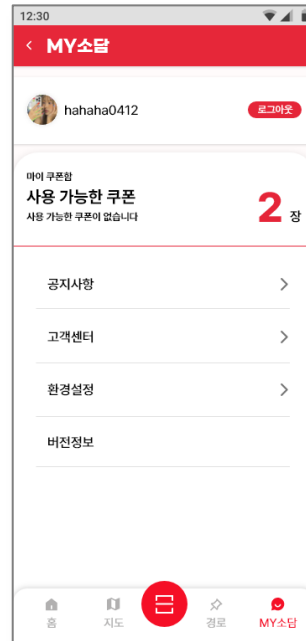 12:30
MY소담
hahaha0412
로그아웃
마이 쿠폰함
사용 가능한 쿠폰
사용 가능한 쿠폰이 없습니다
2 장
공지사항
고객센터
환경설정
버전정보
홈
지도
경로
MY소담